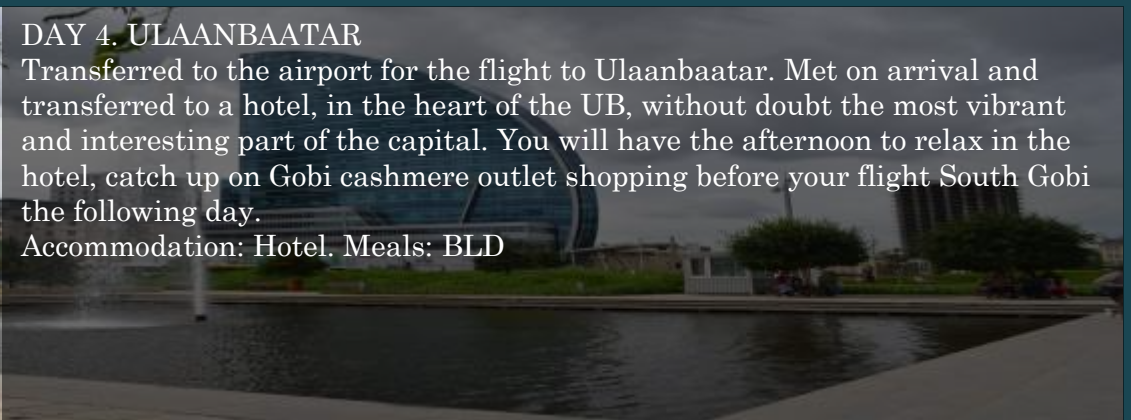 DAY 4. ULAANBAATAR
Transferred to the airport for the flight to Ulaanbaatar. Met on arrival and
transferred to a hotel, in the heart of the UB, without doubt the most vibrant
and interesting part of the capital. You will have the afternoon to relax in the
hotel, catch up on Gobi cashmere outlet shopping before your flight South Gobi
the following day.
Accommodation: Hotel. Meals: BLD